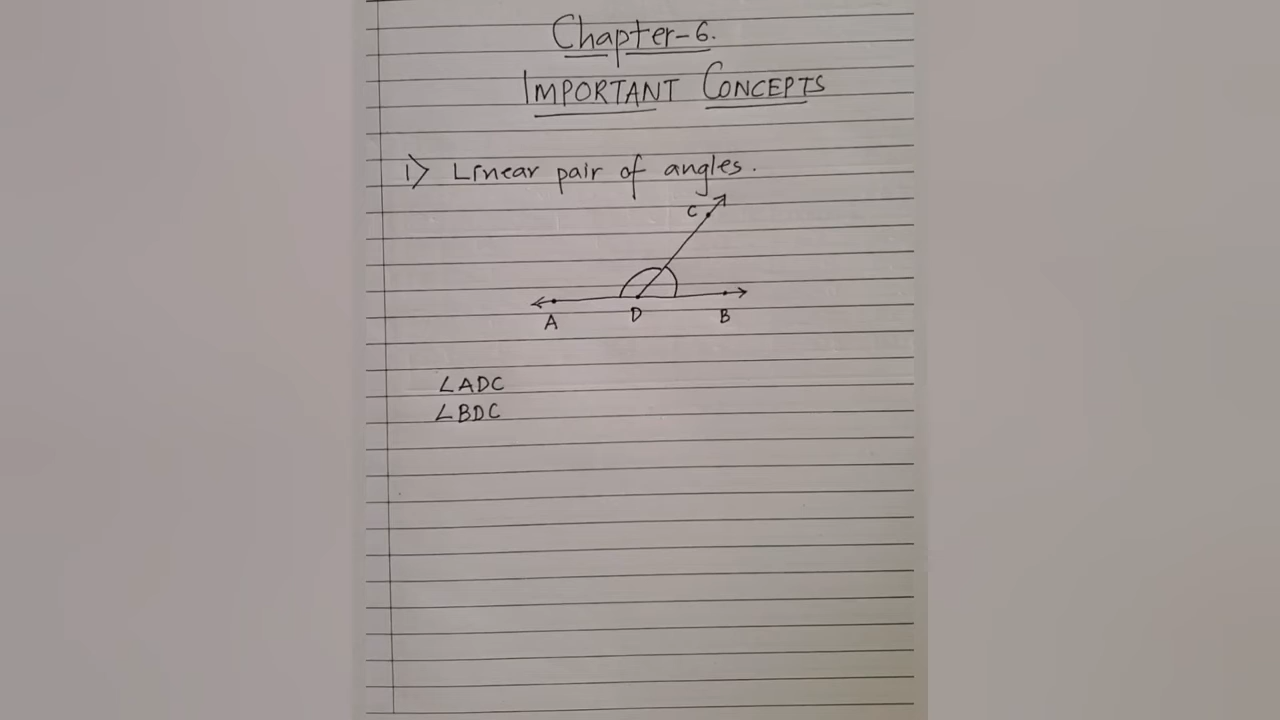 Chapter-6.
IMPORTANT CONCEPTS
1> Linear pair of angles.
C
A D B
∠ADC
∠BDC